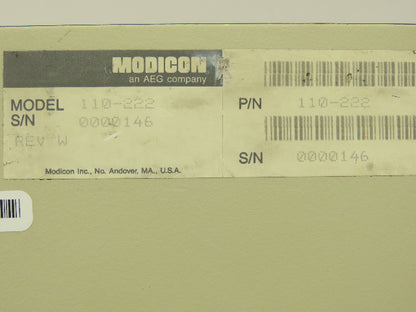 MODICON
an AEG company
MODEL 110-222
S/N 0000146
REV W
Modicon Inc., No. Andover, MA., U.S.A.
P/N 110-222
S/N 0000146